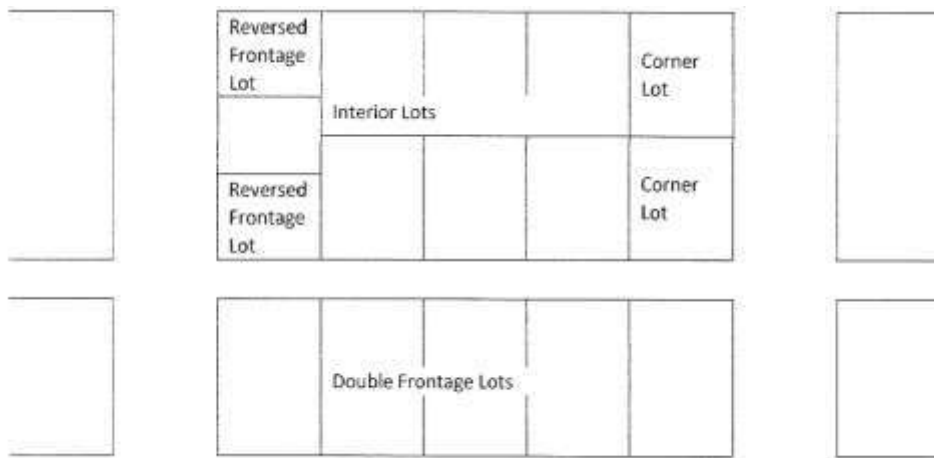 Reversed
Frontage
Lot
Corner
Lot
Interior Lots
Reversed
Frontage
Lot
Corner
Lot
Double Frontage Lots